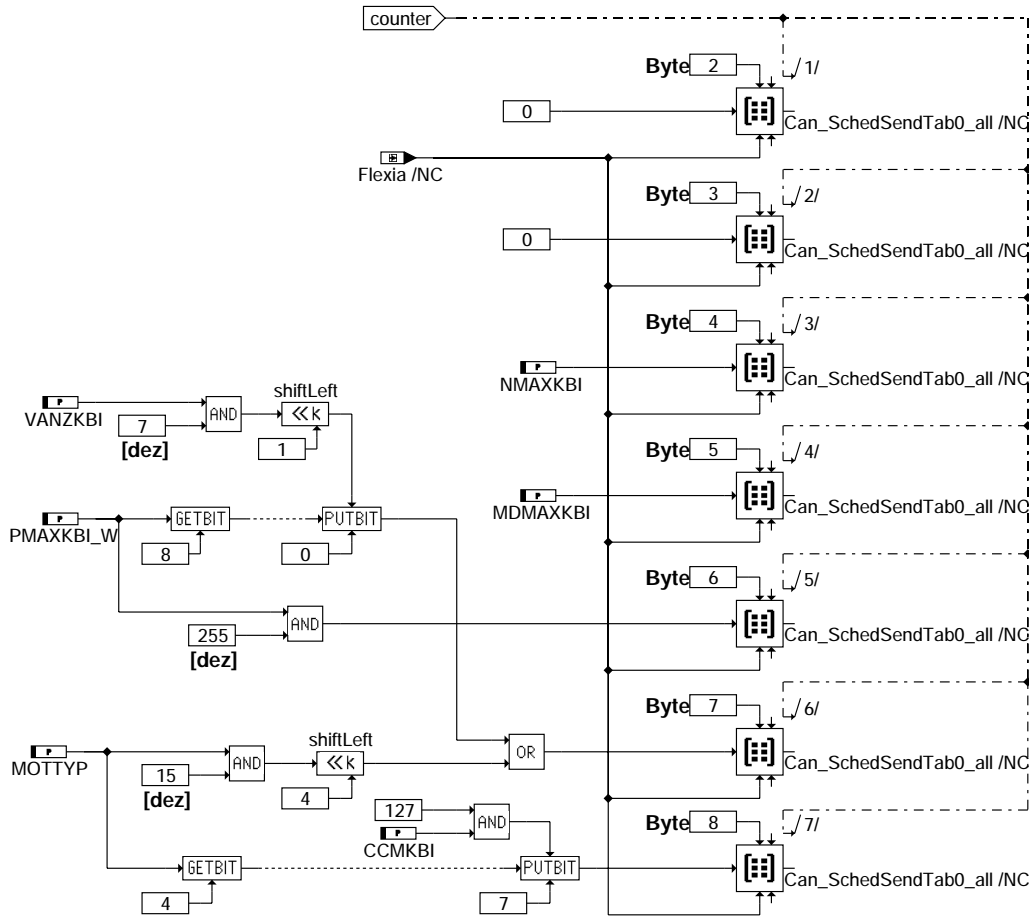 counter
Byte 2 /1/
0
Can_SchedSendTab0_all /NC
Flexia /NC
Byte 3 /2/
0
Can_SchedSendTab0_all /NC
Byte 4 /3/
NMAXKBI
Can_SchedSendTab0_all /NC
shiftLeft
VANZKBI
AND
<<K
7
[dez]
1
Byte 5 /4/
MDMAXKBI
Can_SchedSendTab0_all /NC
PMAXKBI_W
GETBIT
PUTBIT
8
0
Byte 6 /5/
AND
255
[dez]
Can_SchedSendTab0_all /NC
Byte 7 /6/
shiftLeft
MOTTYP
AND
<<K
OR
15
[dez]
4
Can_SchedSendTab0_all /NC
127
AND
CCMKBI
Byte 8 /7/
GETBIT
PUTBIT
4
7
Can_SchedSendTab0_all /NC